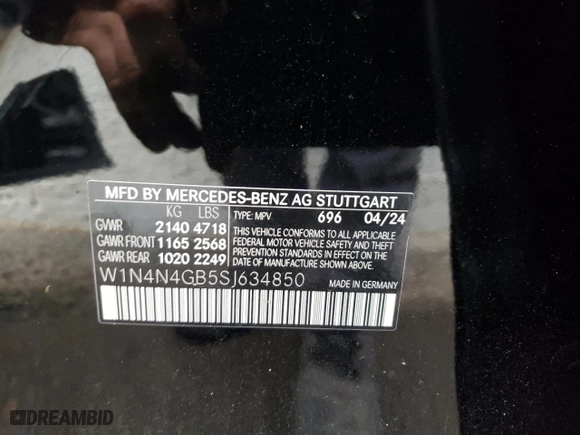 MFD BY MERCEDES-BENZ AG STUTTGART
KG LBS TYPE: MPV 696 04/24
GVWR 2140 4718
GAWR FRONT 1165 2568
GAWR REAR 1020 2249
THIS VEHICLE CONFORMS TO ALL APPLICABLE
FEDERAL MOTOR VEHICLE SAFETY, BUMPER,
AND THEFT PREVENTION STANDARDS IN EFFECT
ON THE DATE OF MANUFACTURE SHOWN ABOVE.
W1N4N4GB5SJ634850 MADE IN GERMANY
DREAMBID